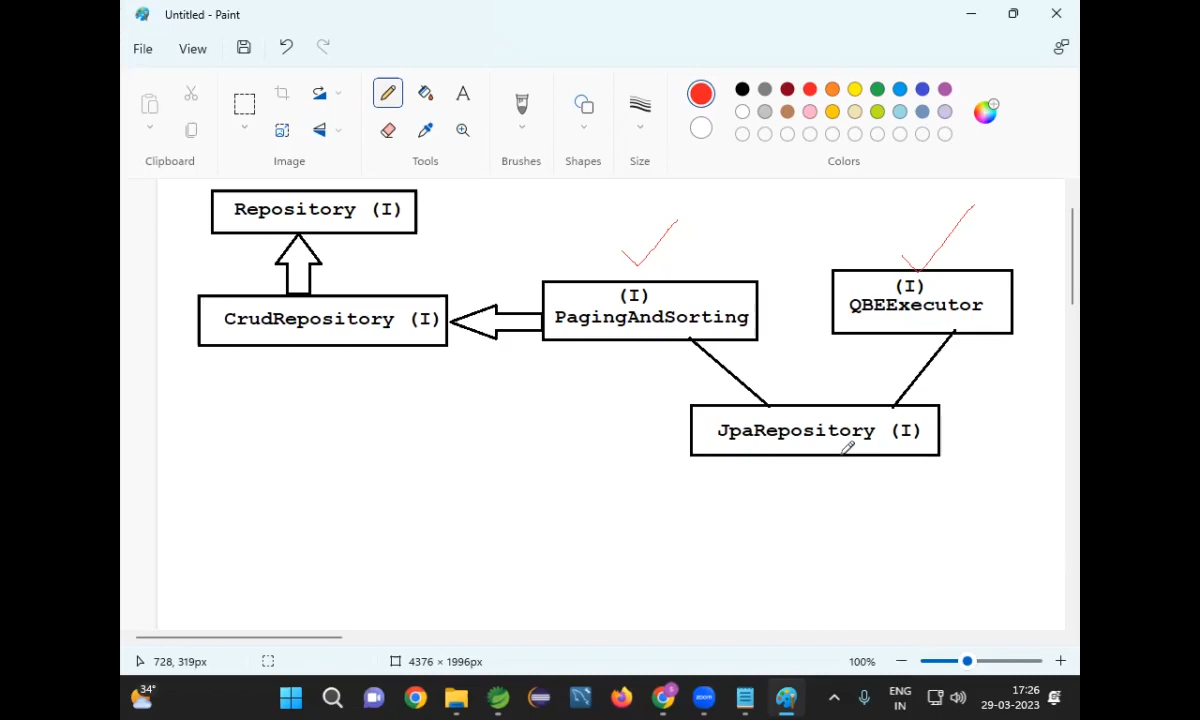 Untitled - Paint
File View
Clipboard
Image
Tools
Brushes
Shapes
Size
Colors
Repository (I)
CrudRepository (I)
(I)
PagingAndSorting
(I)
QBEExecutor
JpaRepository (I)
728, 319px
4376 × 1996px
100%
34°
zoom
ENG
IN
17:26
29-03-2023